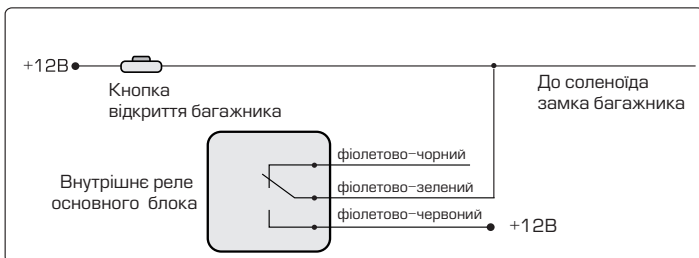 +12В
Кнопка
відкриття багажника
До соленоїда
замка багажника
фіолетово–чорний
Внутрішнє реле
основного блока
фіолетово–зелений
фіолетово–червоний
+12В